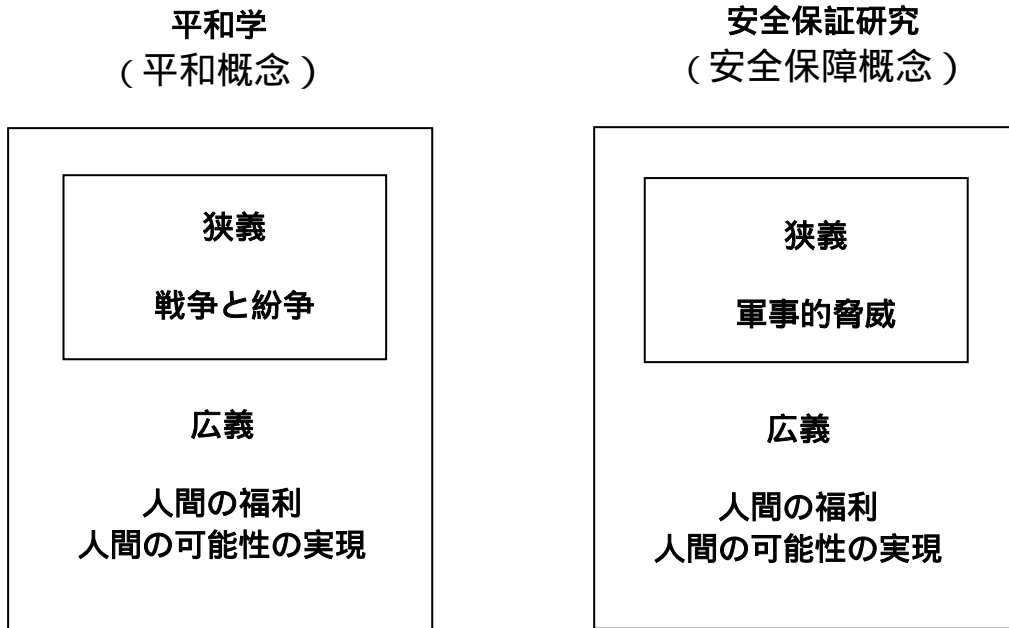 平和学
（平和概念）
狭義
戦争と紛争
広義
人間の福利
人間の可能性の実現
安全保証研究
（安全保障概念）
狭義
軍事的脅威
広義
人間の福利
人間の可能性の実現